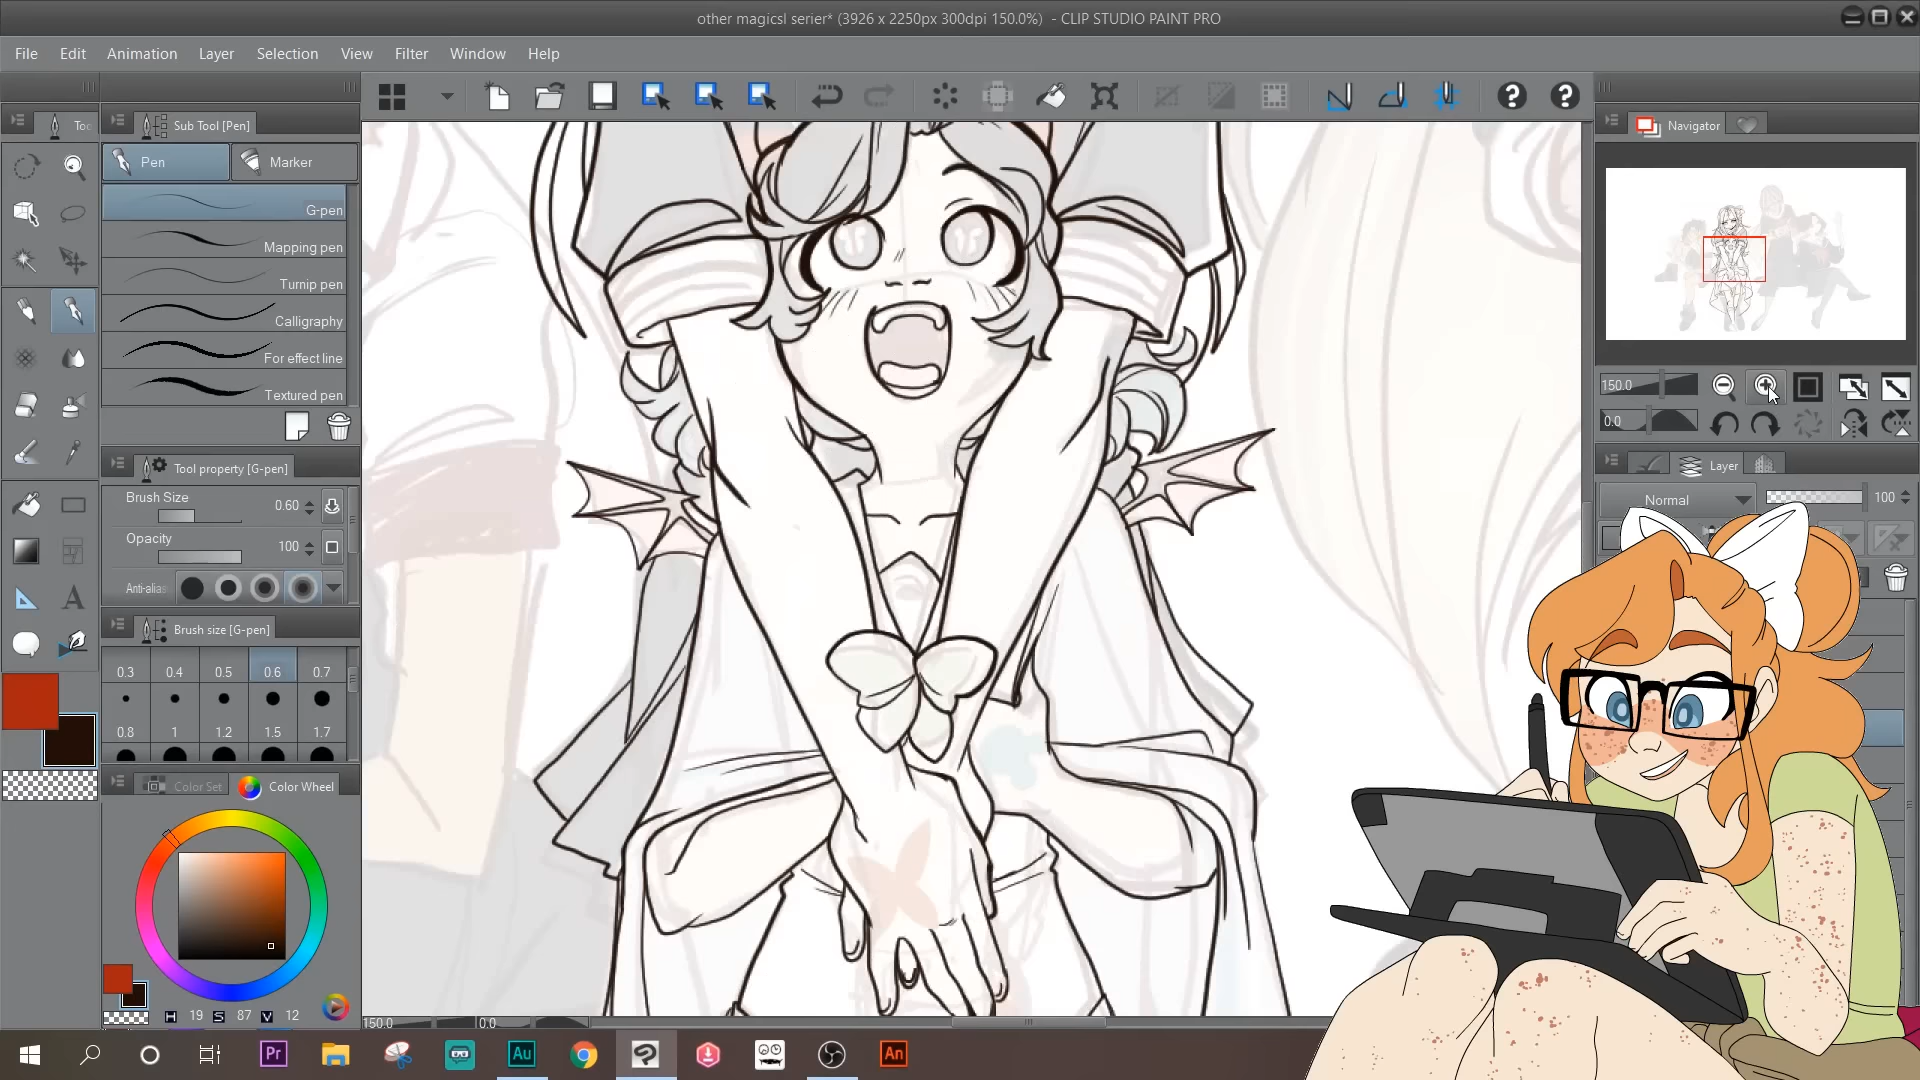 other magicsl serier* (3926 x 2250px 300dpi 150.0%) - CLIP STUDIO PAINT PRO
File Edit Animation Layer Selection View Filter Window Help
Too Sub Tool [Pen] Navigator
Pen Marker
G-pen
Mapping pen
Turnip pen
Calligraphy
For effect line
Textured pen
150.0
0.0
Tool property [G-pen] Layer
Brush Size 0.60 Normal 100
Opacity 100
Anti-alias
Brush size [G-pen]
0.3 0.4 0.5 0.6 0.7
0.8 1 1.2 1.5 1.7
Color Set Color Wheel
H 19 S 87 V 12
150.0 0.0
Pr Au An